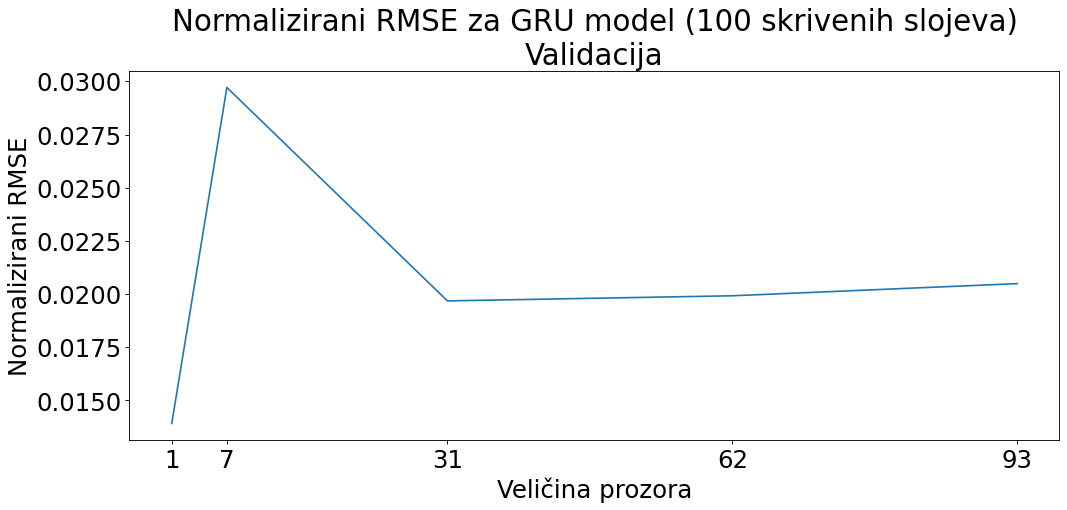 Normalizirani RMSE za GRU model (100 skrivenih slojeva)
Validacija
Normalizirani RMSE
0.0300
0.0275
0.0250
0.0225
0.0200
0.0175
0.0150
1 7 31 62 93
Veličina prozora